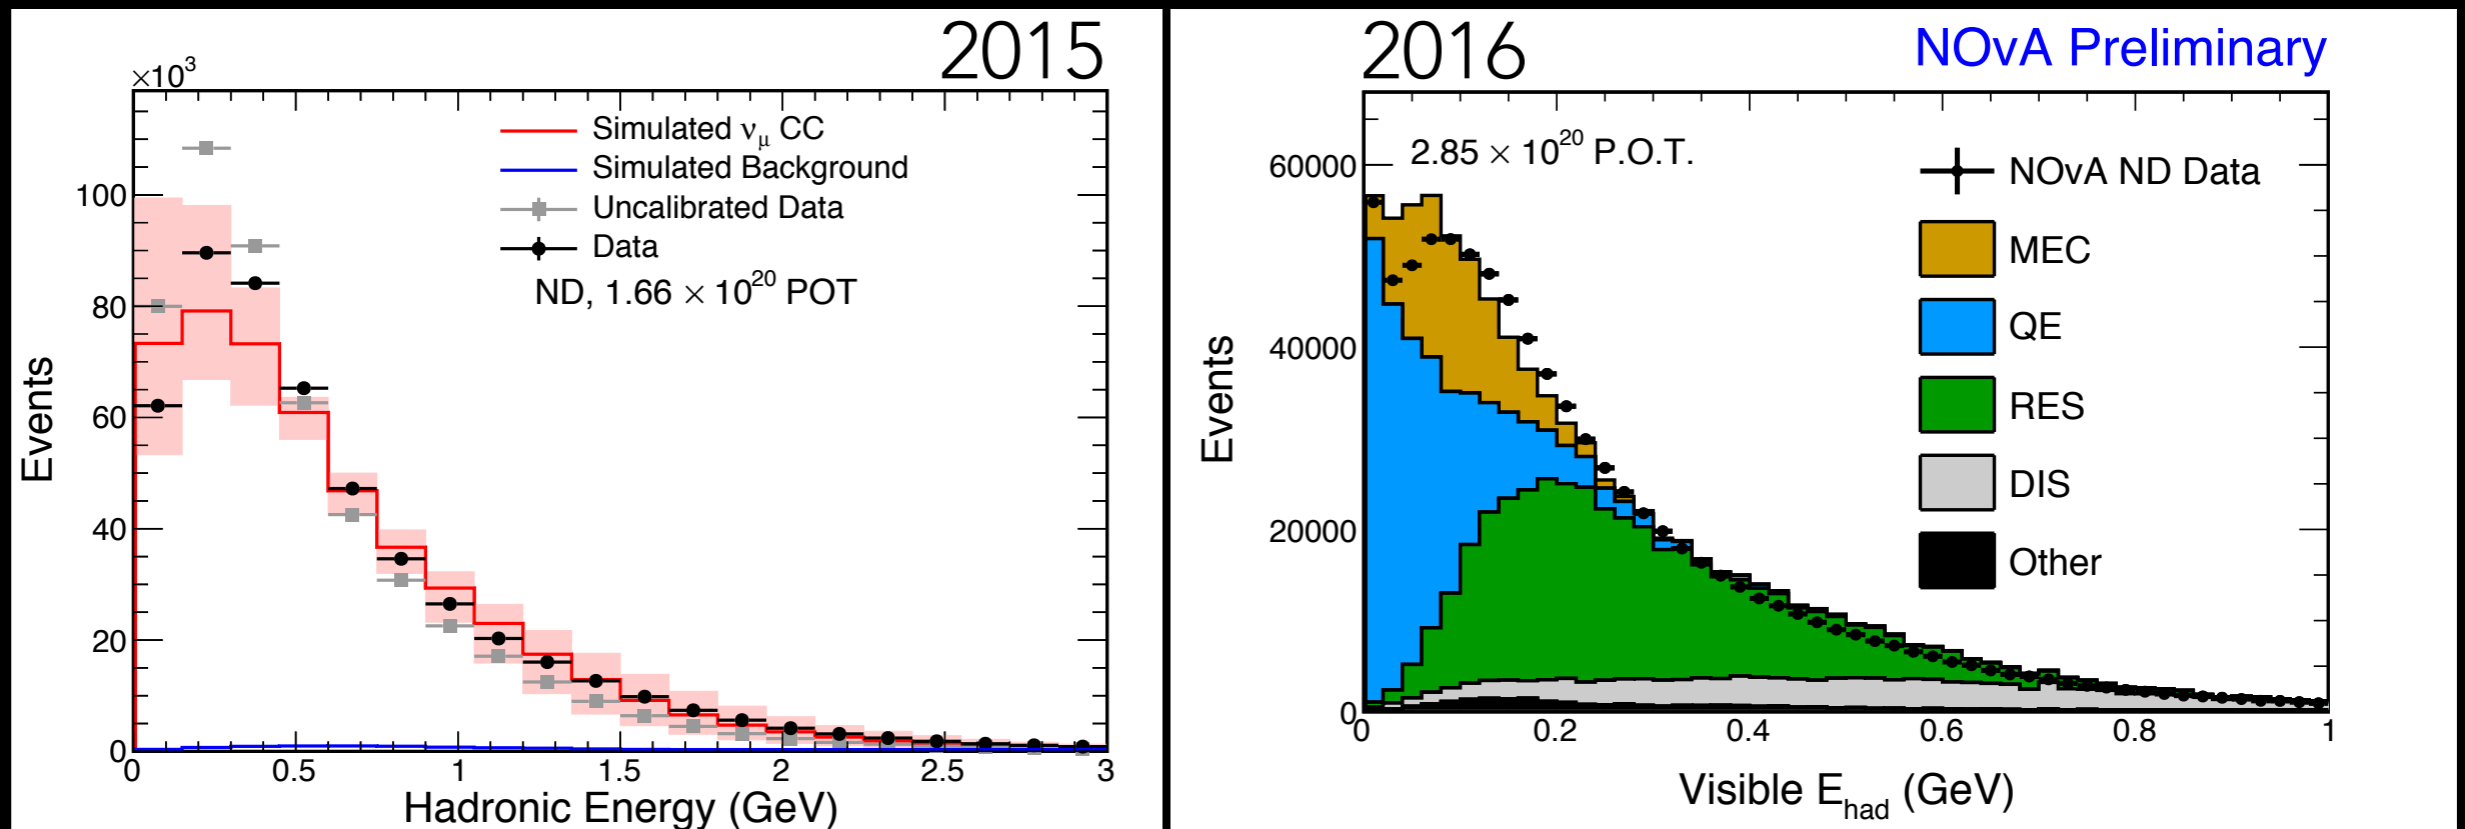 2015
×10³
Simulated νμ CC
Simulated Background
Uncalibrated Data
Data
ND, 1.66 × 10²⁰ POT
Events
100
80
60
40
20
0
0 0.5 1 1.5 2 2.5 3
Hadronic Energy (GeV)
2016
NOvA Preliminary
2.85 × 10²⁰ P.O.T.
NOvA ND Data
MEC
QE
RES
DIS
Other
Events
60000
40000
20000
0
0 0.2 0.4 0.6 0.8 1
Visible E_had (GeV)